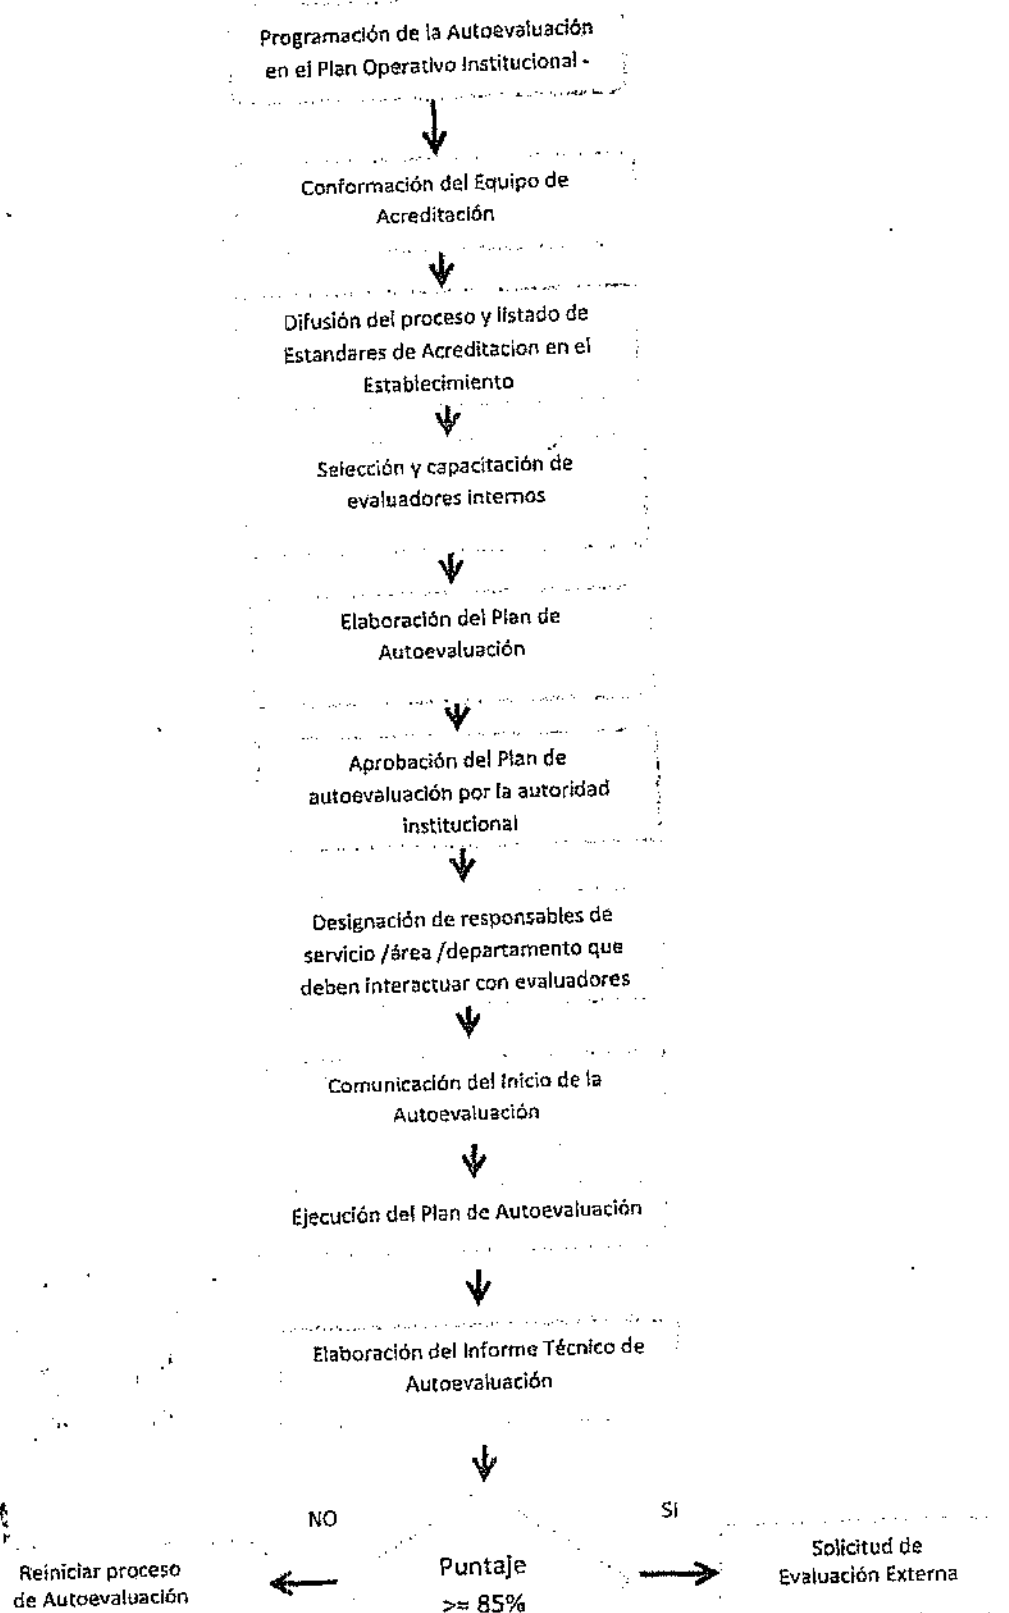 Programación de la Autoevaluación
en el Plan Operativo Institucional -
Conformación del Equipo de
Acreditación
Difusión del proceso y listado de
Estandares de Acreditacion en el
Establecimiento
Selección y capacitación de
evaluadores internos
Elaboración del Plan de
Autoevaluación
Aprobación del Plan de
autoevaluación por la autoridad
institucional
Designación de responsables de
servicio /área /departamento que
deben interactuar con evaluadores
Comunicación del Inicio de la
Autoevaluación
Ejecución del Plan de Autoevaluación
Elaboración del Informe Técnico de
Autoevaluación
NO
SI
Reiniciar proceso
de Autoevaluación
Puntaje
>= 85%
Solicitud de
Evaluación Externa